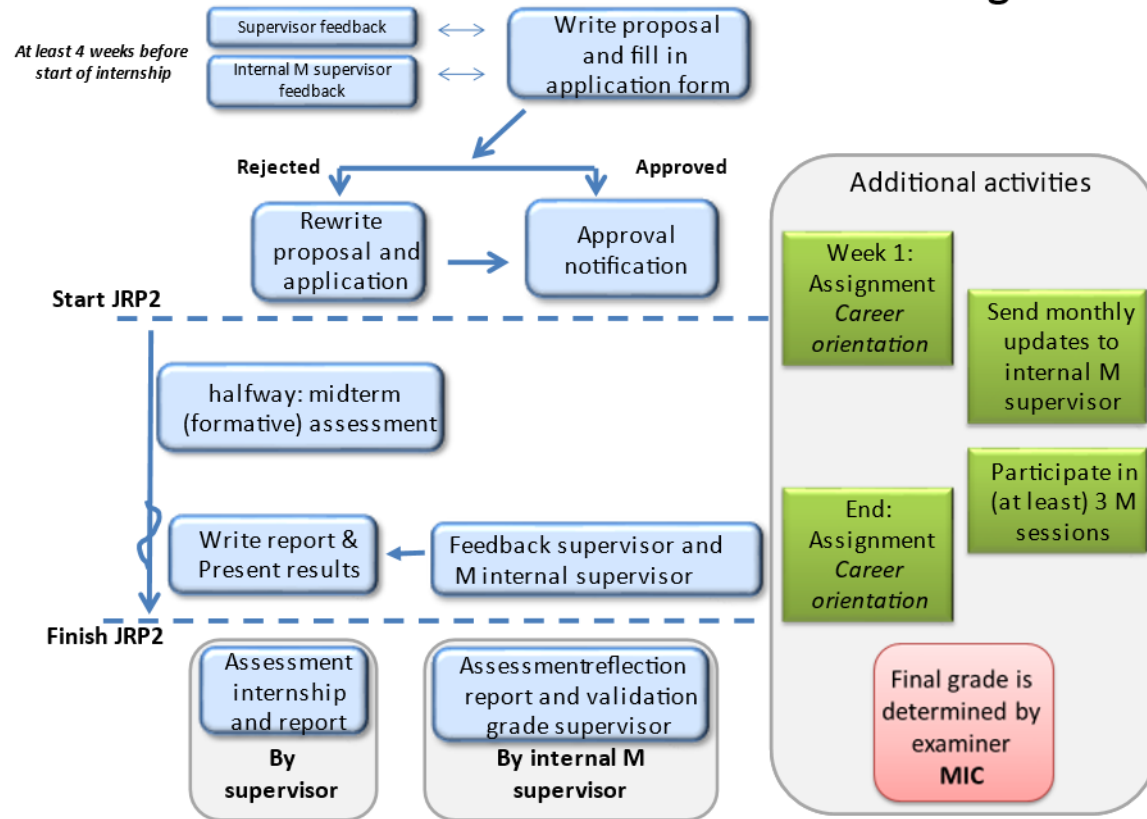 At least 4 weeks before
start of internship
Supervisor feedback
Internal M supervisor
feedback
Write proposal
and fill in
application form
Rejected
Approved
Rewrite
proposal and
application
Approval
notification
Start JRP2
halfway: midterm
(formative) assessment
Write report &
Present results
Feedback supervisor and
M internal supervisor
Finish JRP2
Assessment
internship
and report
By
supervisor
Assessmentreflection
report and validation
grade supervisor
By internal M
supervisor
Additional activities
Week 1:
Assignment
Career
orientation
Send monthly
updates to
internal M
supervisor
Participate in
(at least) 3 M
sessions
End:
Assignment
Career
orientation
Final grade is
determined by
examiner
MIC